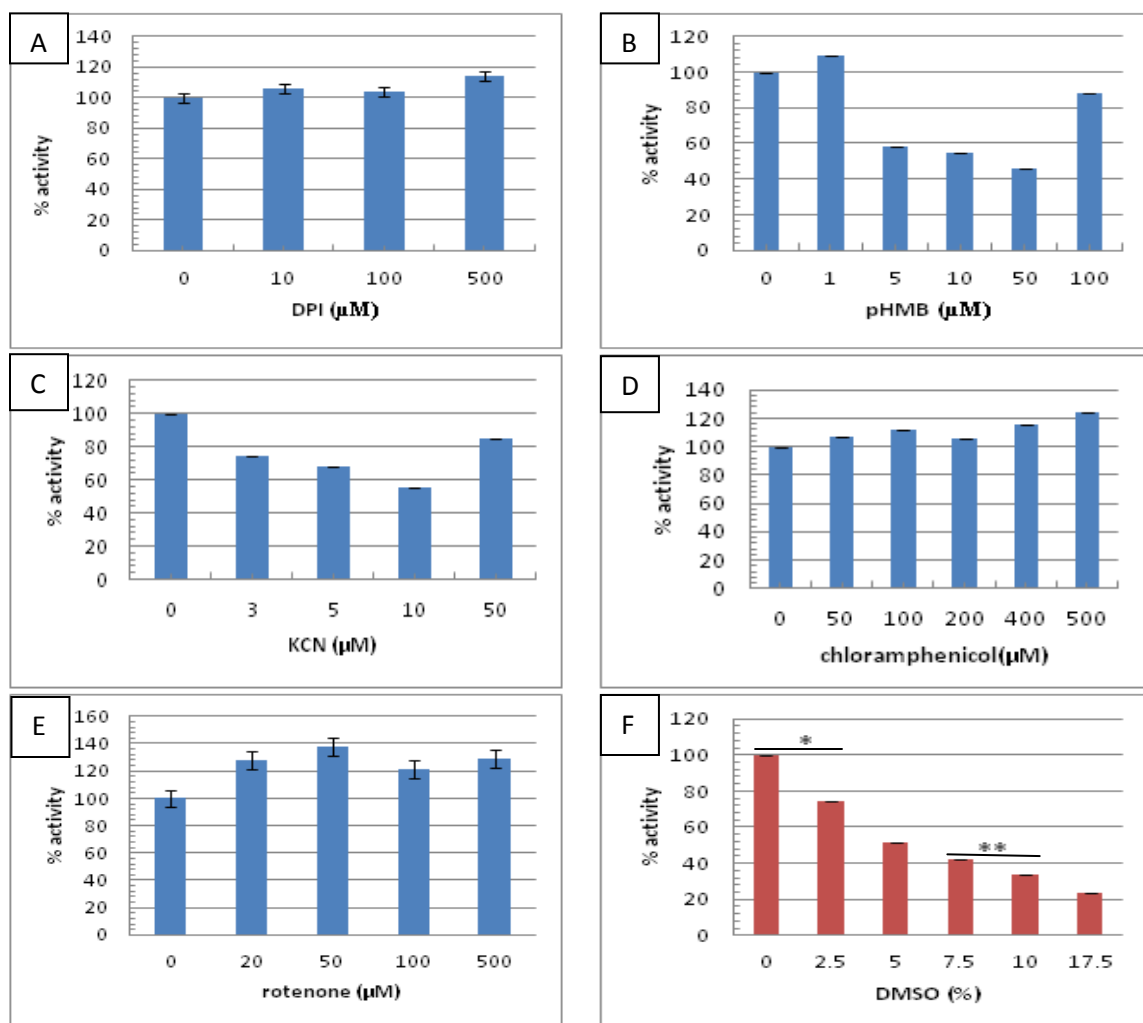 A
140
120
100
80
60
40
20
0
% activity
0 10 100 500
DPI (µM)
B
120
100
80
60
40
20
0
% activity
0 1 5 10 50 100
pHMB (µM)
C
120
100
80
60
40
20
0
% activity
0 3 5 10 50
KCN (µM)
D
140
120
100
80
60
40
20
0
% activity
0 50 100 200 400 500
chloramphenicol(µM)
E
160
140
120
100
80
60
40
20
0
% activity
0 20 50 100 500
rotenone (µM)
F
120
100
80
60
40
20
0
% activity
*
**
0 2.5 5 7.5 10 17.5
DMSO (%)